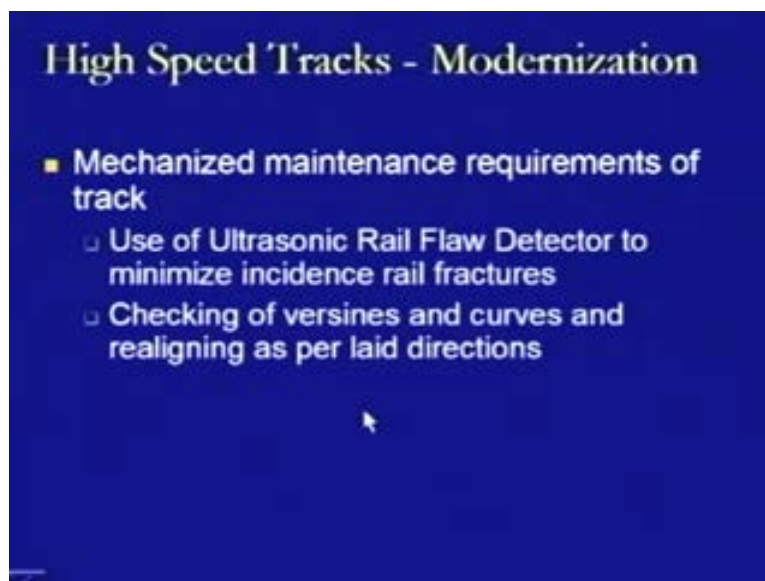 High Speed Tracks - Modernization
Mechanized maintenance requirements of
track
Use of Ultrasonic Rail Flaw Detector to
minimize incidence rail fractures
Checking of versines and curves and
realigning as per laid directions